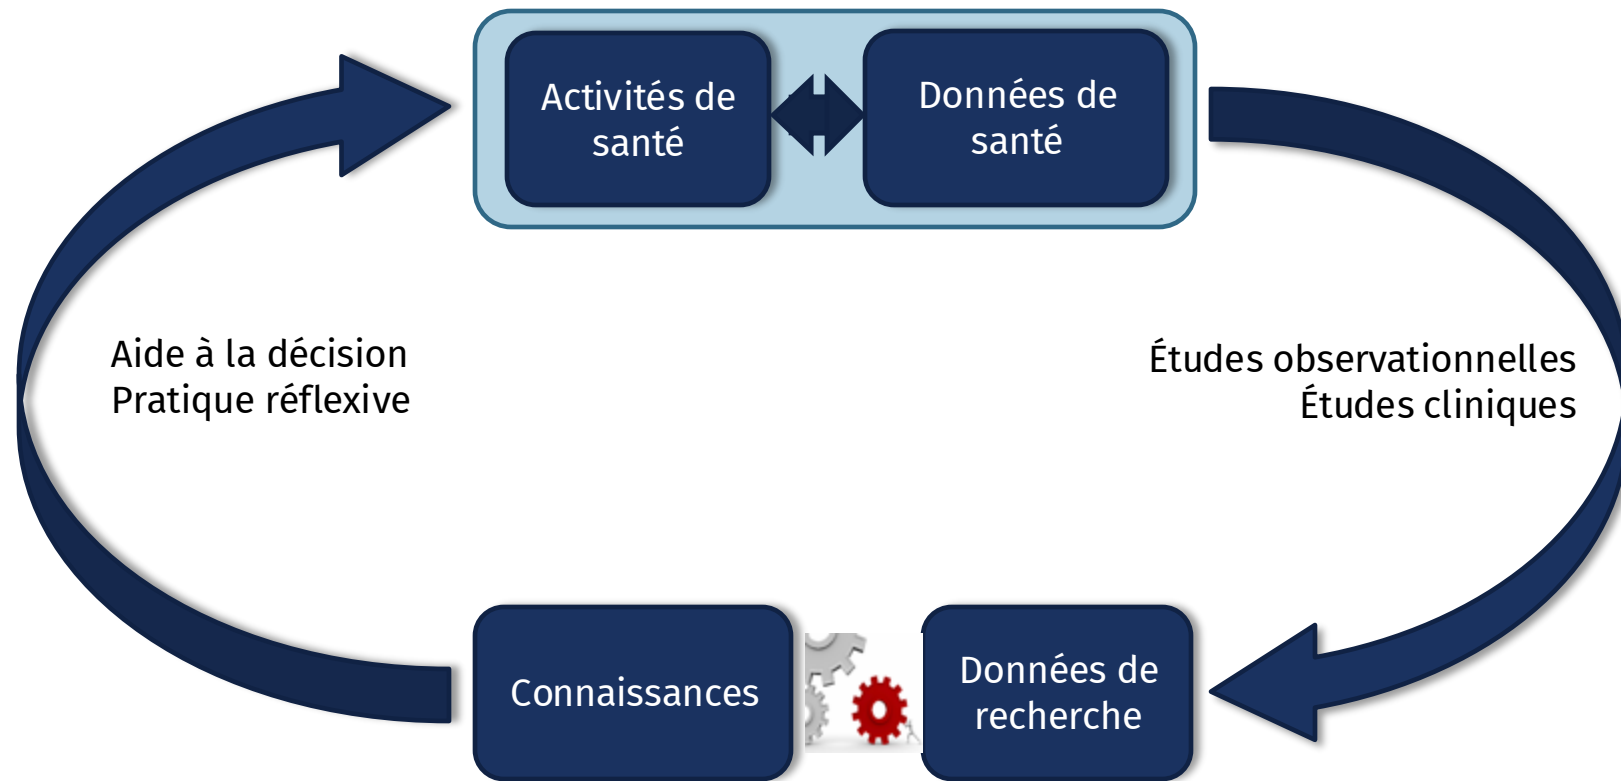 Activités de
santé
Données de
santé
Aide à la décision
Pratique réflexive
Études observationnelles
Études cliniques
Connaissances
Données de
recherche